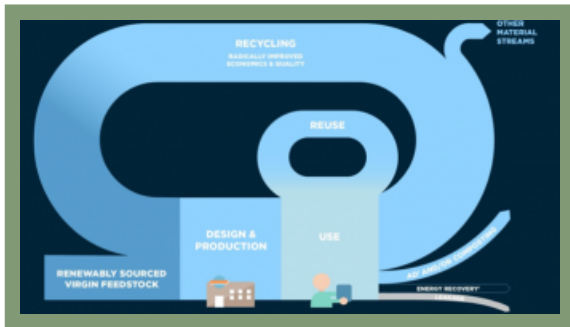 OTHER
MATERIAL
STREAMS
RECYCLING
RADICALLY IMPROVED
ECONOMICS & QUALITY
REUSE
DESIGN &
PRODUCTION
USE
RENEWABLY SOURCED
VIRGIN FEEDSTOCK
AD AND/OR COMPOSTING
ENERGY RECOVERY*
LEAKAGE